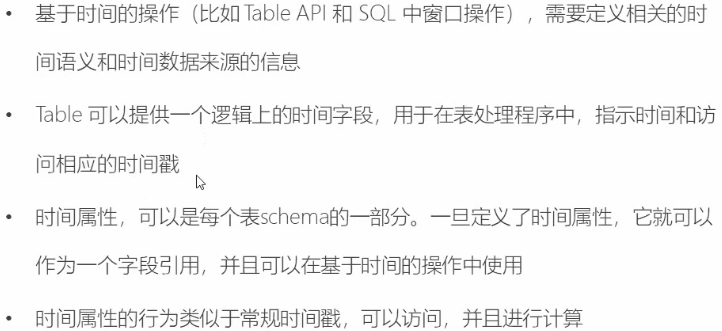 • 基于时间的操作（比如Table API 和 SQL 中窗口操作），需要定义相关的时
间语义和时间数据来源的信息
• Table 可以提供一个逻辑上的时间字段，用于在表处理程序中，指示时间和访
问相应的时间戳
• 时间属性，可以是每个表schema的一部分。一旦定义了时间属性，它就可以
作为一个字段引用，并且可以在基于时间的操作中使用
• 时间属性的行为类似于常规时间戳，可以访问，并且进行计算